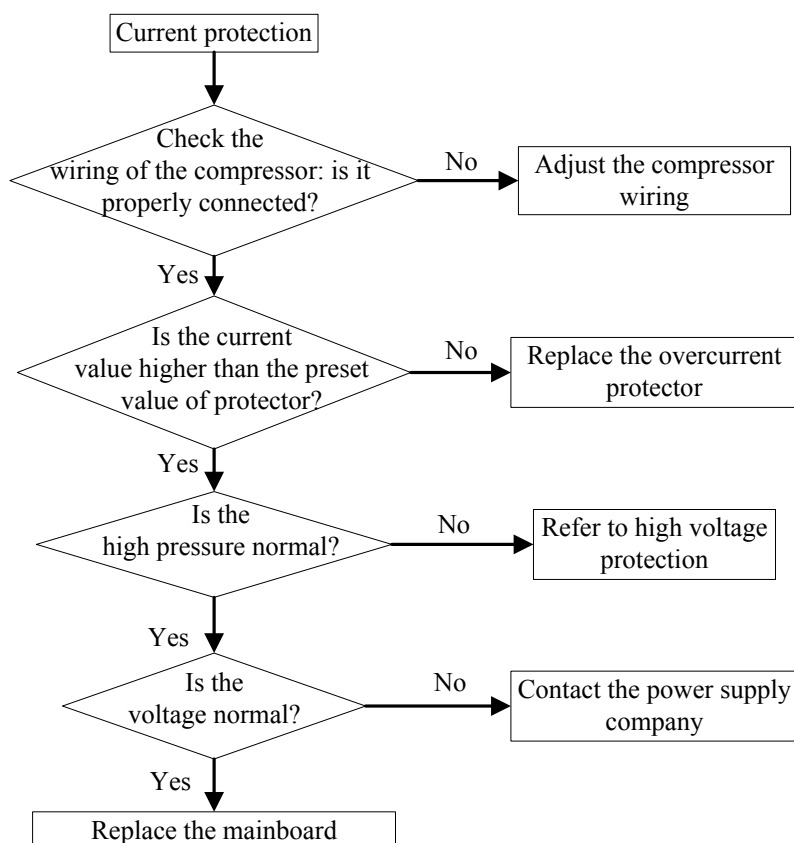 Current protection
Check the
wiring of the compressor: is it
properly connected?
No
Adjust the compressor
wiring
Yes
Is the current
value higher than the preset
value of protector?
No
Replace the overcurrent
protector
Yes
Is the
high pressure normal?
No
Refer to high voltage
protection
Yes
Is the
voltage normal?
No
Contact the power supply
company
Yes
Replace the mainboard